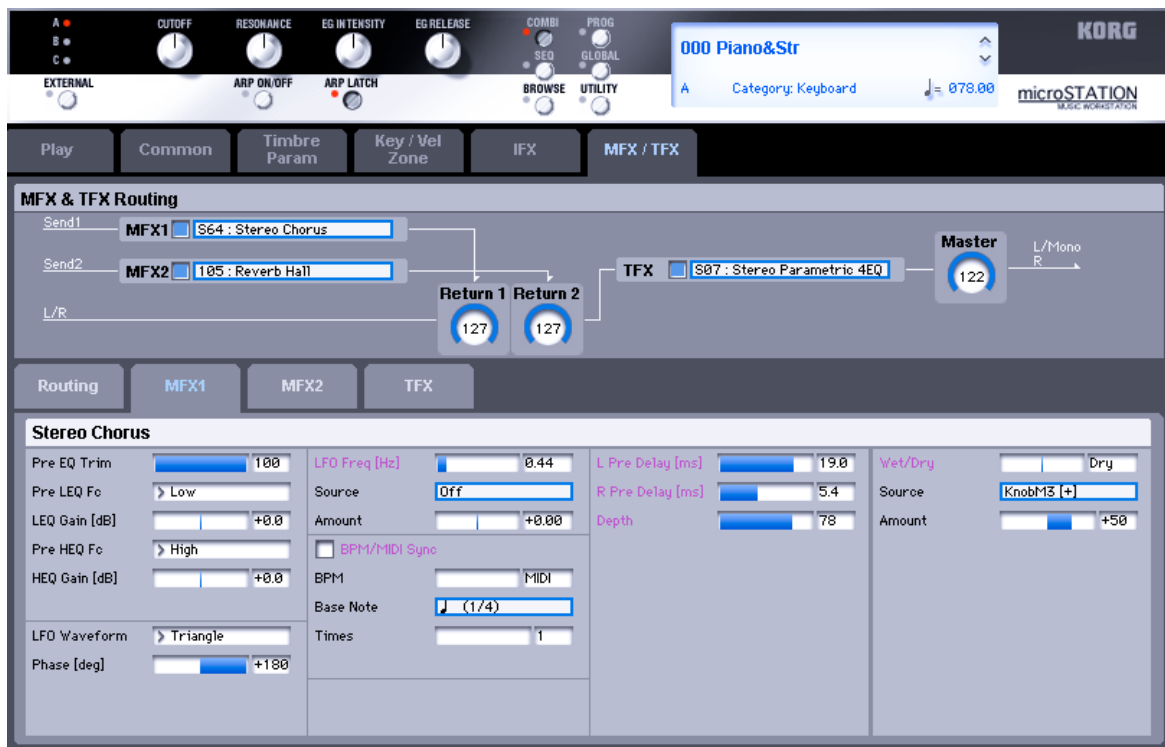 A CUTOFF RESONANCE EG INTENSITY EG RELEASE COMBI PROG KORG
B
C
000 Piano&Str
SEQ GLOBAL
EXTERNAL ARP ON/OFF ARP LATCH BROWSE UTILITY
A Category: Keyboard ♩= 078.00
microSTATION
MUSIC WORKSTATION
Play Common Timbre Param Key / Vel Zone IFX MFX / TFX
MFX & TFX Routing
Send1 MFX1 S64 : Stereo Chorus
Send2 MFX2 105 : Reverb Hall
TFX S07 : Stereo Parametric 4EQ
Master L/Mono
R
122
Return 1 Return 2
L/R
127 127
Routing MFX1 MFX2 TFX
Stereo Chorus
Pre EQ Trim 100
Pre LEQ Fc > Low
LEQ Gain [dB] +0.0
Pre HEQ Fc > High
HEQ Gain [dB] +0.0
LFO Waveform > Triangle
Phase [deg] +180
LFO Freq [Hz] 0.44
Source Off
Amount +0.00
BPM/MIDI Sync
BPM MIDI
Base Note ♩ (1/4)
Times 1
L Pre Delay [ms] 19.0
R Pre Delay [ms] 5.4
Depth 78
Wet/Dry Dry
Source KnobM3 [+]
Amount +50